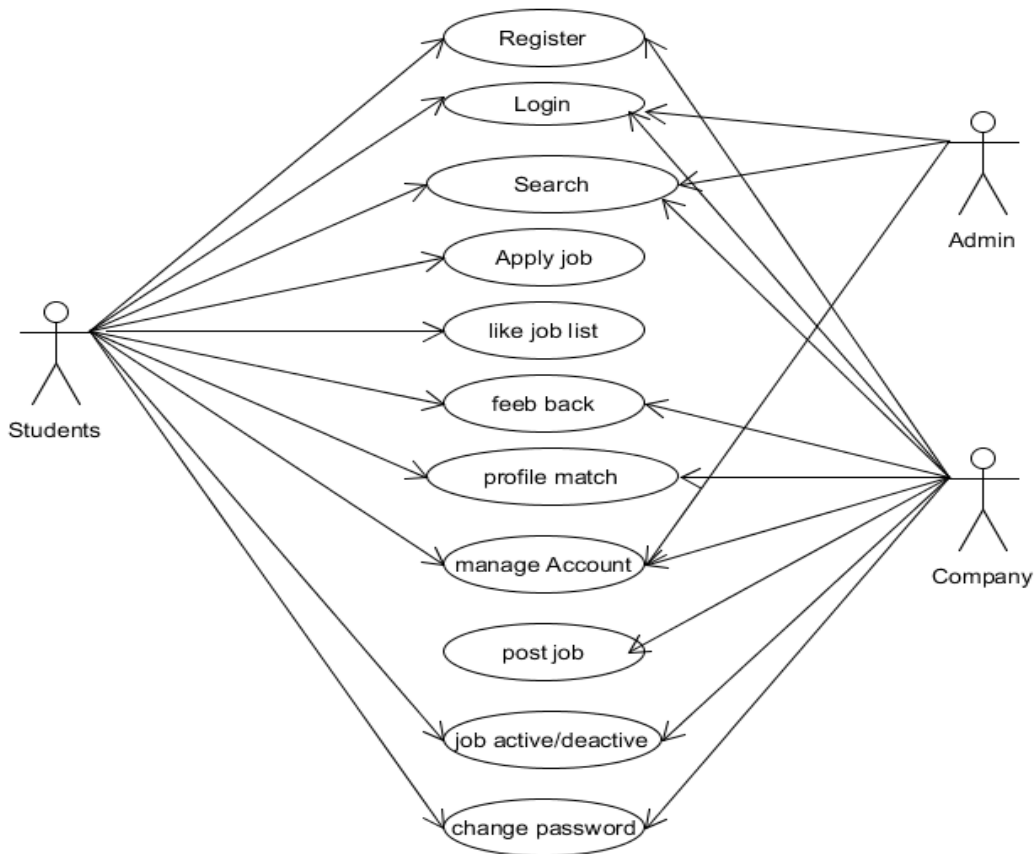 Register
Login
Search
Admin
Apply job
like job list
Students
feeb back
profile match
Company
manage Account
post job
job active/deactive
change password